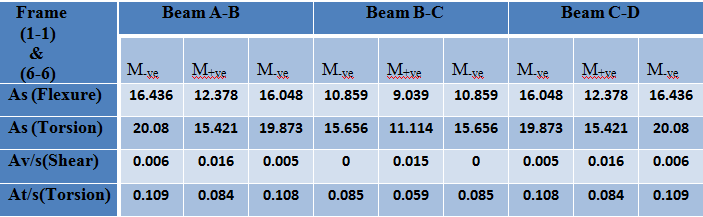 Frame (1-1) & (6-6) Beam A-B Beam B-C Beam C-D
M-ve M+ve M-ve M-ve M+ve M-ve M-ve M+ve M-ve
As (Flexure) 16.436 12.378 16.048 10.859 9.039 10.859 16.048 12.378 16.436
As (Torsion) 20.08 15.421 19.873 15.656 11.114 15.656 19.873 15.421 20.08
Av/s(Shear) 0.006 0.016 0.005 0 0.015 0 0.005 0.016 0.006
At/s(Torsion) 0.109 0.084 0.108 0.085 0.059 0.085 0.108 0.084 0.109